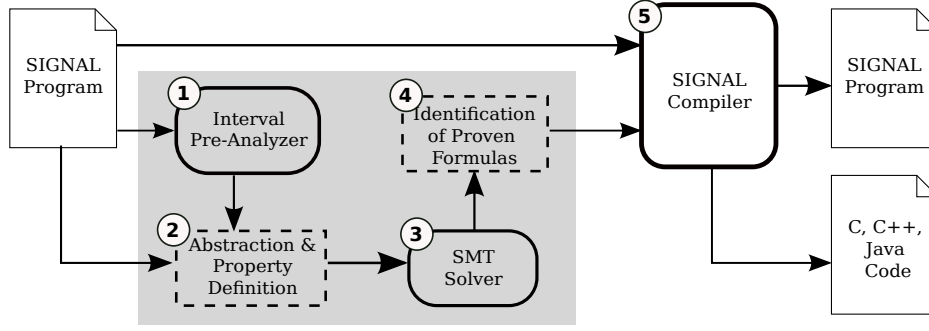 SIGNAL
Program
1
Interval
Pre-Analyzer
2
Abstraction &
Property
Definition
3
SMT
Solver
4
Identification
of Proven
Formulas
5
SIGNAL
Compiler
SIGNAL
Program
C, C++,
Java
Code